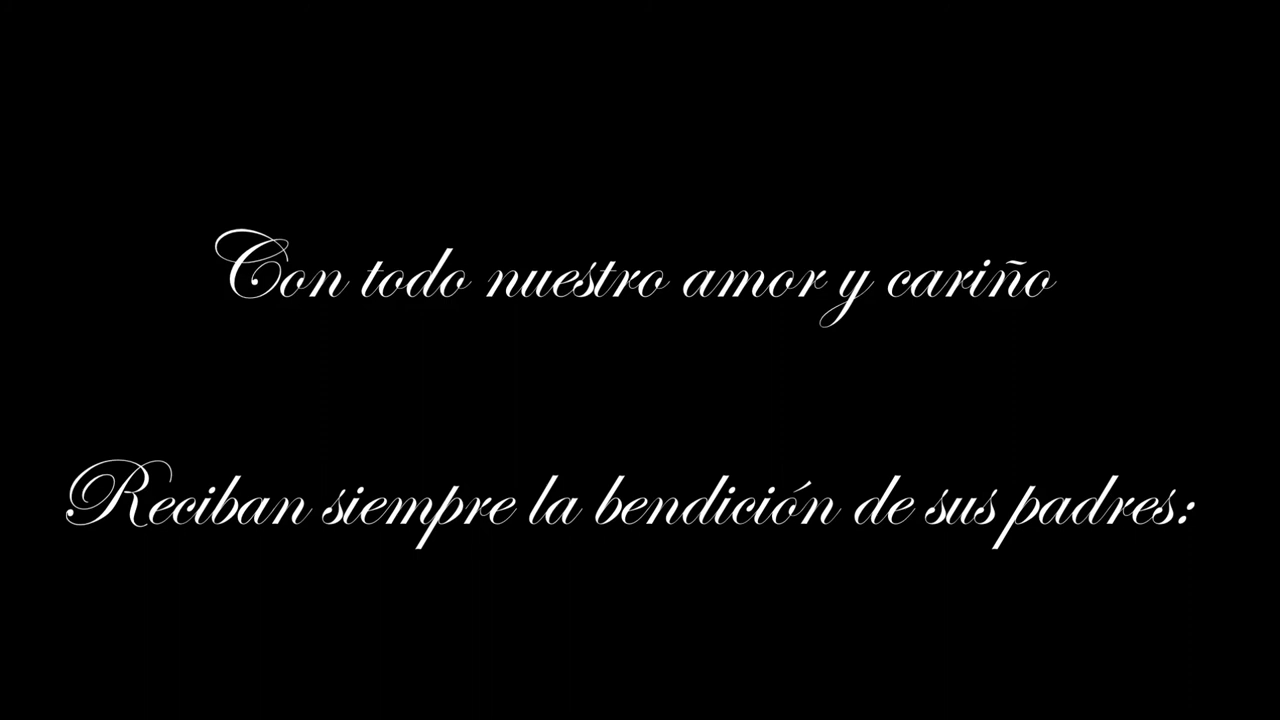 Con todo nuestro amor y cariño
Reciban siempre la bendición de sus padres: